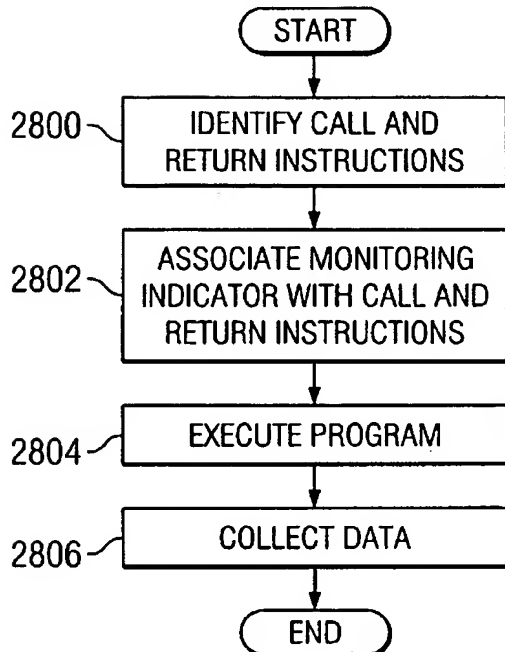 START
2800
IDENTIFY CALL AND
RETURN INSTRUCTIONS
2802
ASSOCIATE MONITORING
INDICATOR WITH CALL AND
RETURN INSTRUCTIONS
2804
EXECUTE PROGRAM
2806
COLLECT DATA
END